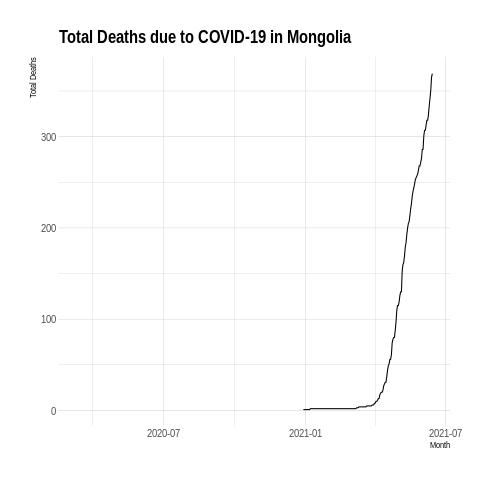 Total Deaths due to COVID-19 in Mongolia
Total Deaths
300
200
100
0
2020-07
2021-01
2021-07
Month